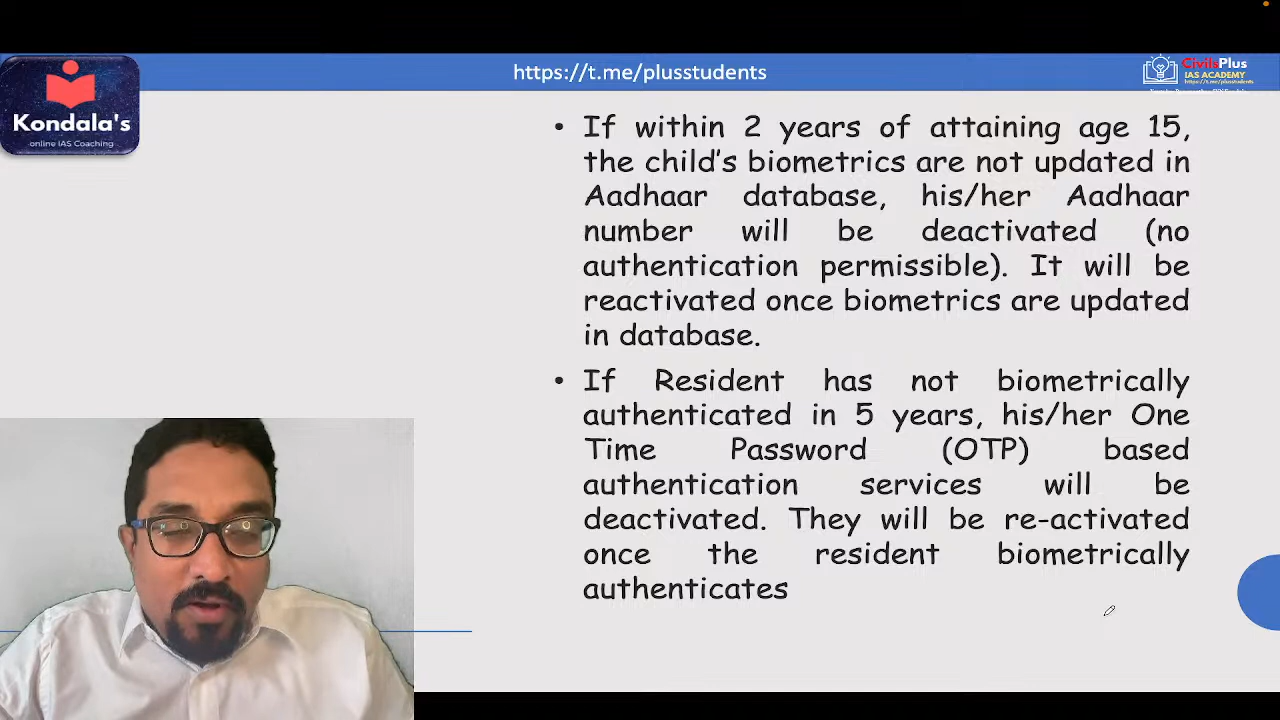 https://t.me/plusstudents
Kondala's
online IAS Coaching
CivilsPlus
IAS ACADEMY
https://t.me/plusstudents
• If within 2 years of attaining age 15,
the child's biometrics are not updated in
Aadhaar database, his/her Aadhaar
number will be deactivated (no
authentication permissible). It will be
reactivated once biometrics are updated
in database.
• If Resident has not biometrically
authenticated in 5 years, his/her One
Time Password (OTP) based
authentication services will be
deactivated. They will be re-activated
once the resident biometrically
authenticates